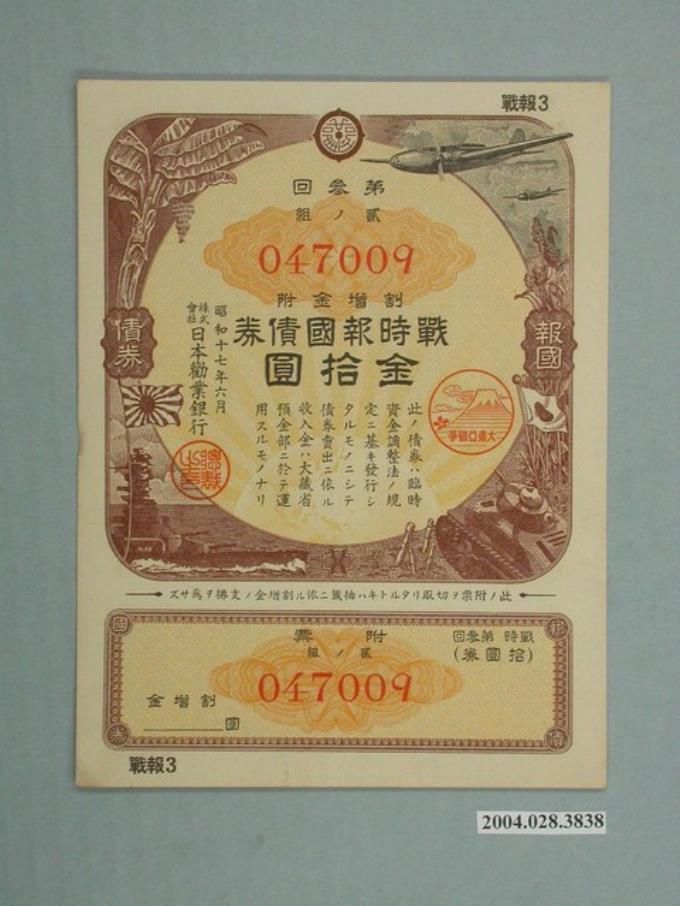 戰報3
第參回
貳ノ組
047009
割增金附
戰時報國債券
金拾圓
報國
債券
大東亞戰爭
此ノ債券ハ臨時
資金調整法ノ規
定ニ基キ發行シ
タルモノニシテ
債券賣出ニ依ル
收入金ハ大藏省
預金部ニ於テ運
用スルモノナリ
昭和十七年六月
株式會社日本勸業銀行
總裁之印
此ノ附票ヲ切取リタルトキハ抽籤ニ依ル割增金ノ支拂ヲ爲サズ
報國債券
戰時第參回
(拾圓券)
附票
貳ノ組
047009
割增金
圓
戰報3
2004.028.3838